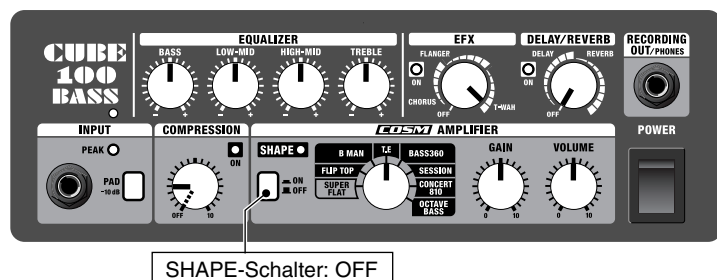 CUBE
100
BASS
EQUALIZER
BASS
LOW-MID
HIGH-MID
TREBLE
- +
- +
- +
- +
EFX
FLANGER
ON
CHORUS
OFF
T-WAH
DELAY/REVERB
DELAY
REVERB
ON
OFF
RECORDING
OUT/PHONES
INPUT
PEAK
PAD
-10 dB
COMPRESSION
ON
OFF
10
COSM AMPLIFIER
SHAPE
ON
OFF
SUPER
FLAT
FLIP TOP
B MAN
T.E
BASS360
SESSION
CONCERT
810
OCTAVE
BASS
GAIN
0 10
VOLUME
0 10
POWER
SHAPE-Schalter: OFF